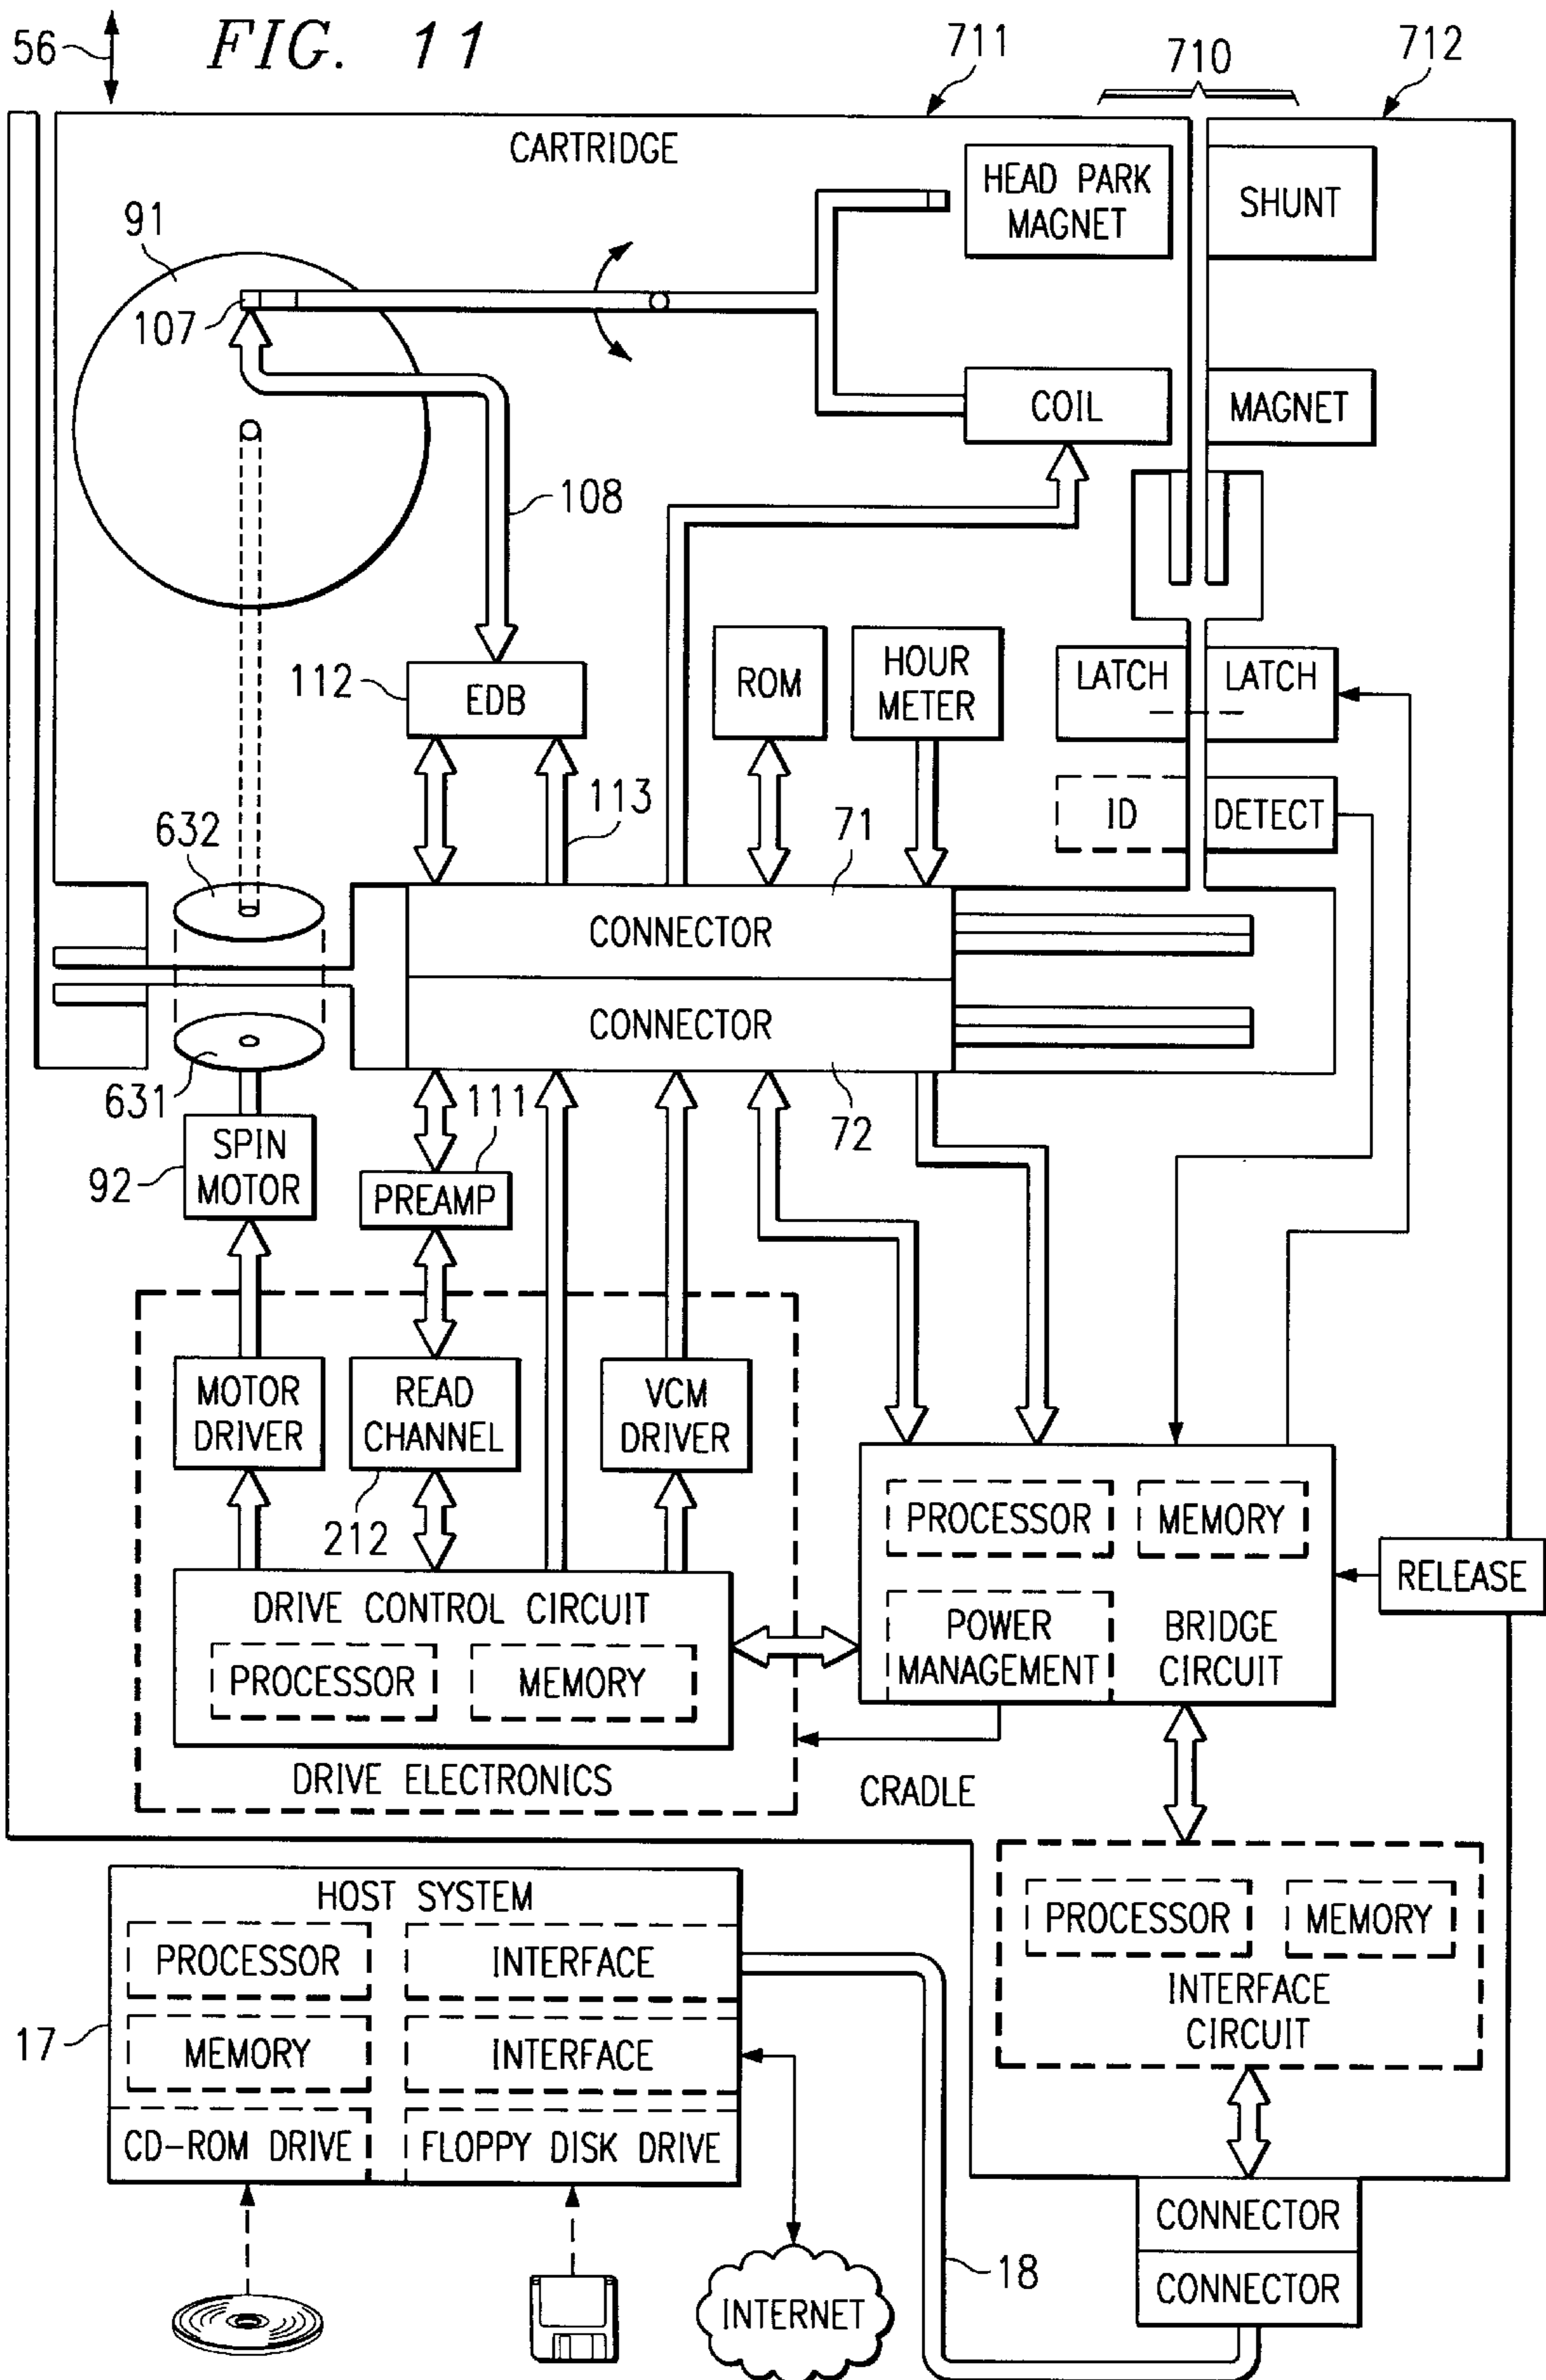 FIG. 11
56
711
710
712
CARTRIDGE
HEAD PARK
MAGNET
SHUNT
91
107
COIL
MAGNET
108
112
EDB
ROM
HOUR
METER
LATCH
LATCH
113
ID
DETECT
632
71
CONNECTOR
CONNECTOR
631
72
111
92
SPIN
MOTOR
PREAMP
MOTOR
DRIVER
READ
CHANNEL
VCM
DRIVER
212
PROCESSOR
MEMORY
RELEASE
DRIVE CONTROL CIRCUIT
PROCESSOR
MEMORY
POWER
MANAGEMENT
BRIDGE
CIRCUIT
DRIVE ELECTRONICS
CRADLE
HOST SYSTEM
PROCESSOR
INTERFACE
17
MEMORY
INTERFACE
CD-ROM DRIVE
FLOPPY DISK DRIVE
PROCESSOR
MEMORY
INTERFACE
CIRCUIT
CONNECTOR
CONNECTOR
18
INTERNET